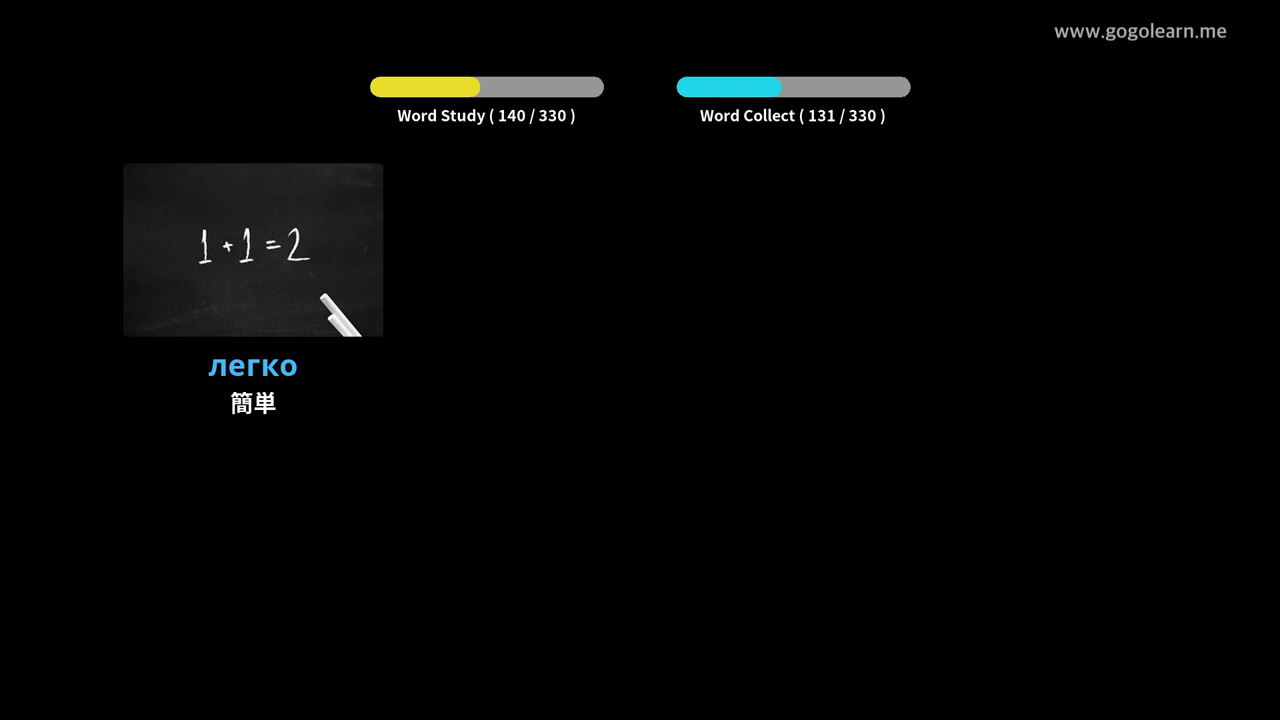 www.gogolearn.me
Word Study ( 140 / 330 )
Word Collect ( 131 / 330 )
1 + 1 = 2
легко
簡単